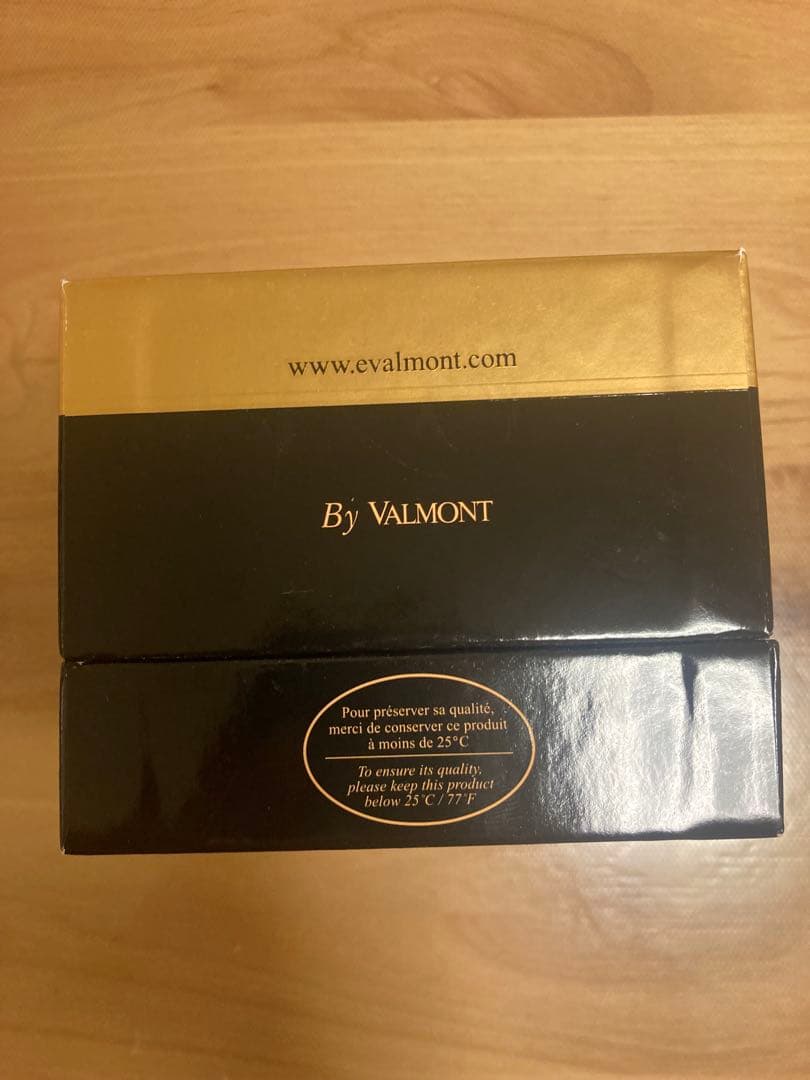 www.evalmont.com
By VALMONT
Pour préserver sa qualité,
merci de conserver ce produit
à moins de 25°C
To ensure its quality,
please keep this product
below 25°C / 77°F